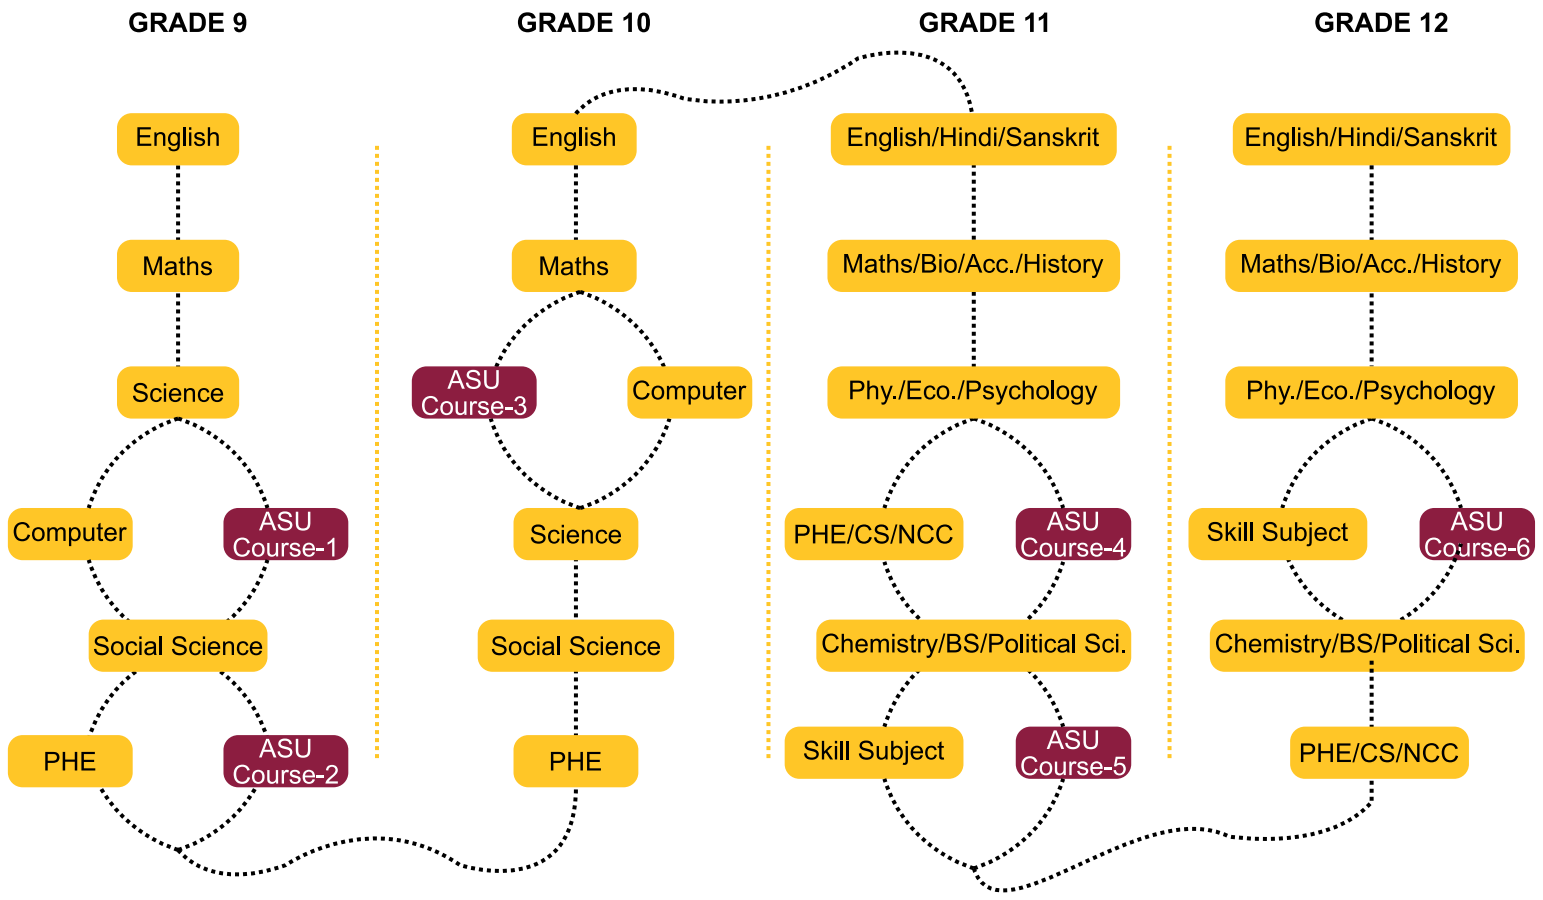 GRADE 9
English
Maths
Science
Computer
ASU
Course-1
Social Science
PHE
ASU
Course-2
GRADE 10
English
Maths
ASU
Course-3
Computer
Science
Social Science
PHE
GRADE 11
English/Hindi/Sanskrit
Maths/Bio/Acc./History
Phy./Eco./Psychology
PHE/CS/NCC
ASU
Course-4
Chemistry/BS/Political Sci.
Skill Subject
ASU
Course-5
GRADE 12
English/Hindi/Sanskrit
Maths/Bio/Acc./History
Phy./Eco./Psychology
Skill Subject
ASU
Course-6
Chemistry/BS/Political Sci.
PHE/CS/NCC